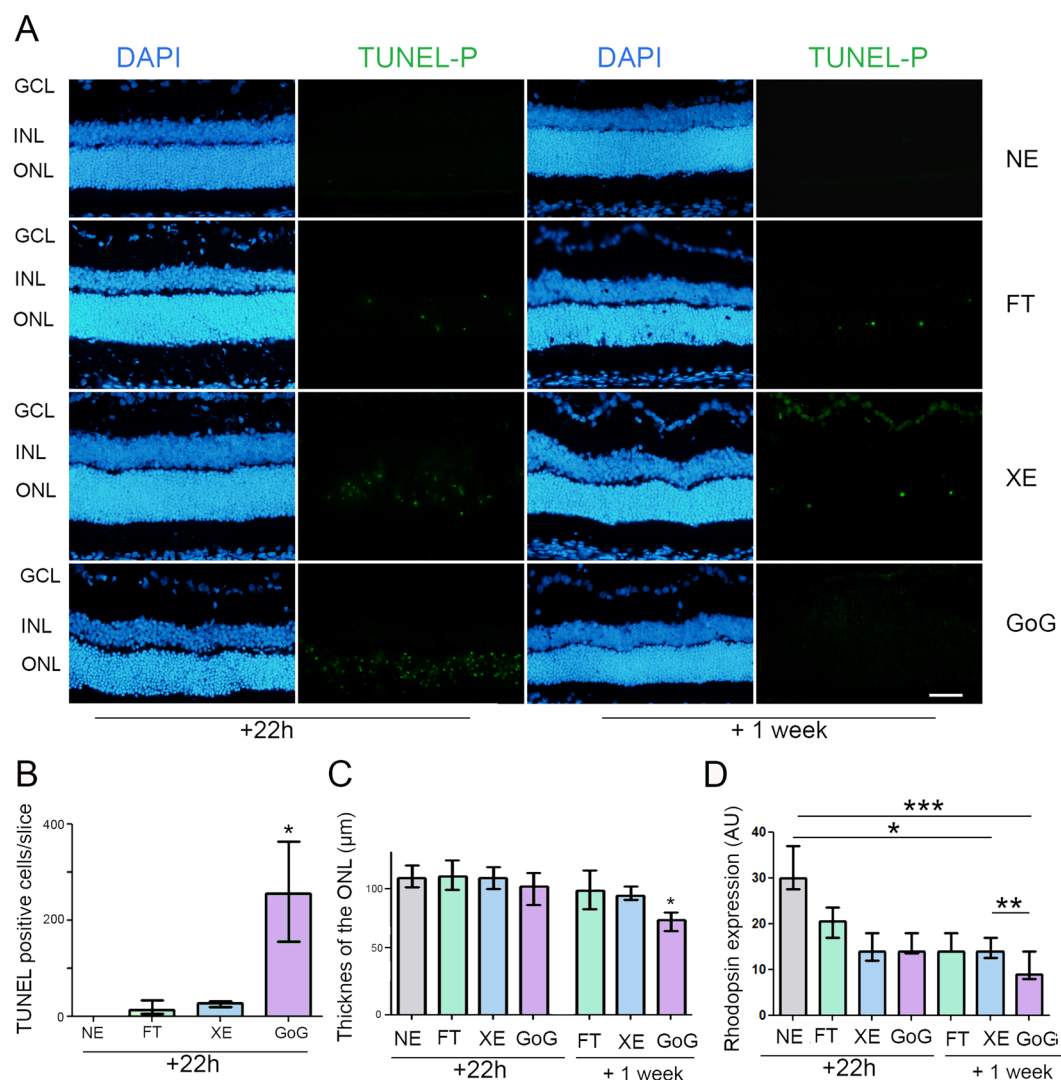 A
DAPI TUNEL-P DAPI TUNEL-P
GCL
INL
ONL
NE
GCL
INL
ONL
FT
GCL
INL
ONL
XE
GCL
INL
ONL
GoG
+22h + 1 week
B
TUNEL positive cells/slice
400
200
0
*
NE FT XE GoG
+22h
C
Thicknes of the ONL (µm)
100
50
0
*
NE FT XE GoG FT XE GoG
+22h + 1 week
D
Rhodopsin expression (AU)
40
30
20
10
0
***
*
**
NE FT XE GoG FT XE GoG
+22h + 1 week